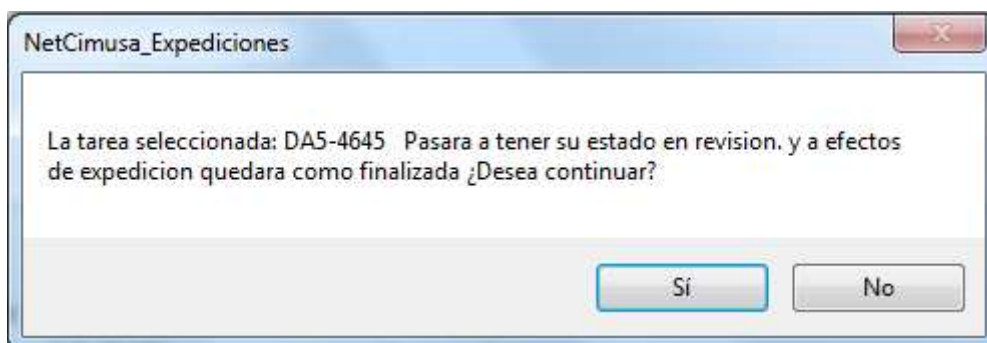 NetCimusa_Expediciones
La tarea seleccionada: DA5-4645   Pasara a tener su estado en revision. y a efectos
de expedicion quedara como finalizada ¿Desea continuar?
Sí
No